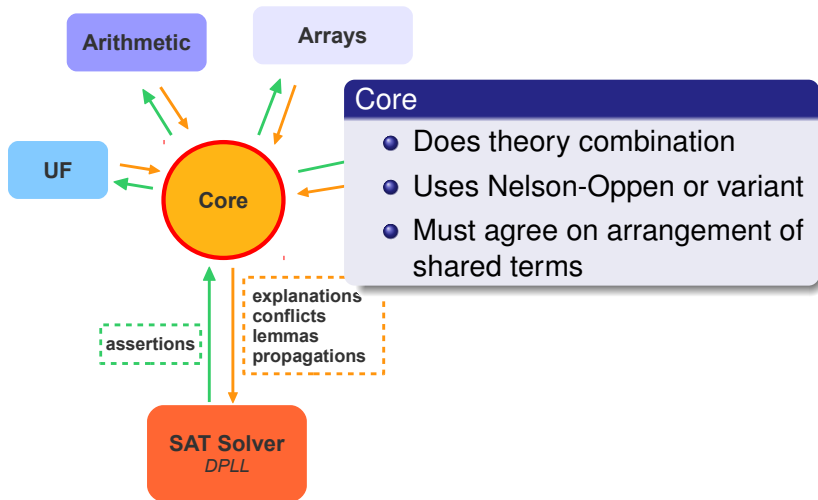 Arithmetic
Arrays
UF
Core
Core
Does theory combination
Uses Nelson-Oppen or variant
Must agree on arrangement of
shared terms
assertions
explanations
conflicts
lemmas
propagations
SAT Solver
DPLL